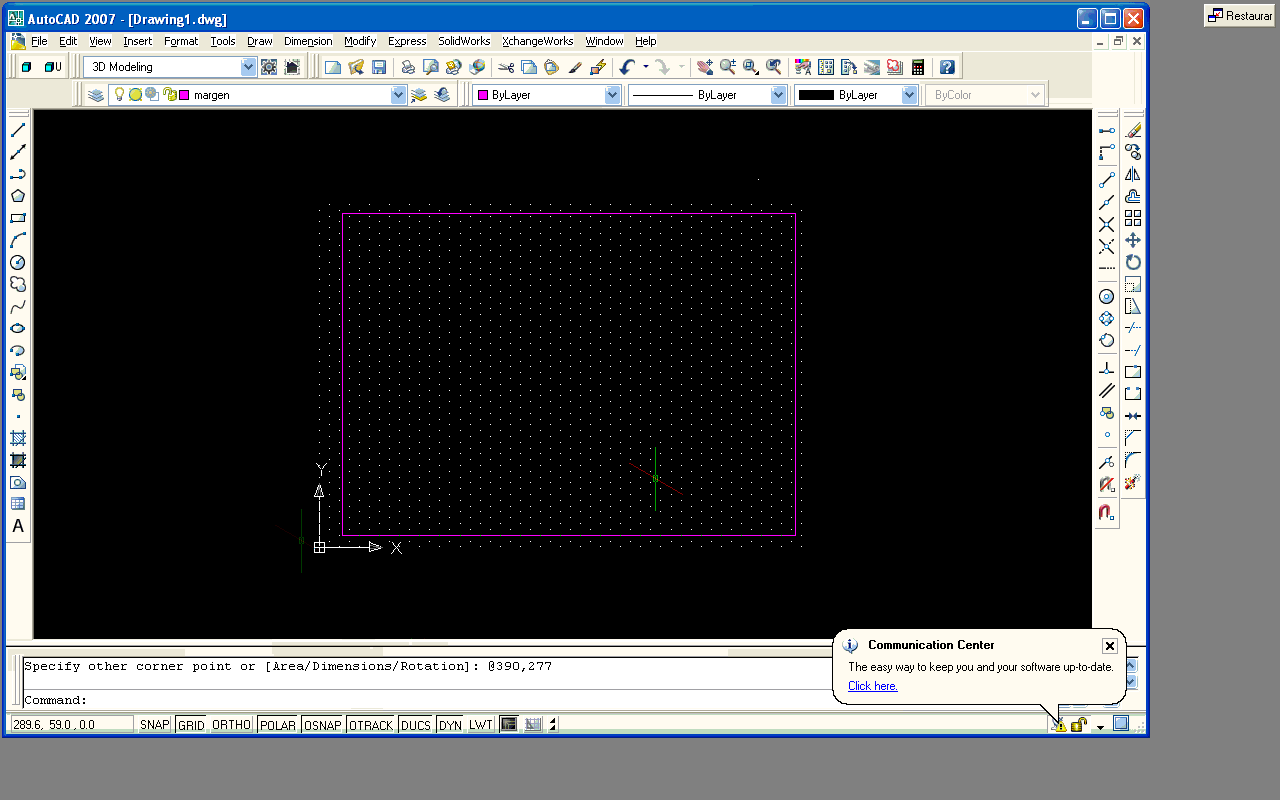 AutoCAD 2007 - [Drawing1.dwg]
Restaurar
File Edit View Insert Format Tools Draw Dimension Modify Express SolidWorks XchangeWorks Window Help
U 3D Modeling
margen ByLayer ByLayer ByLayer ByColor
Y
X
A
Communication Center
The easy way to keep you and your software up-to-date.
Click here.
Specify other corner point or [Area/Dimensions/Rotation]: @390,277
Command:
289.6, 59.0, 0.0 SNAP GRID ORTHO POLAR OSNAP OTRACK DUCS DYN LWT